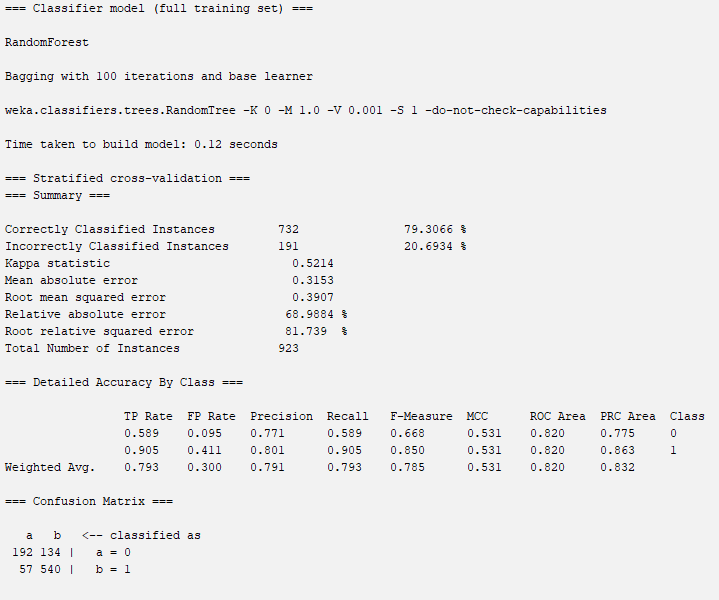 === Classifier model (full training set) ===
RandomForest
Bagging with 100 iterations and base learner
weka.classifiers.trees.RandomTree -K 0 -M 1.0 -V 0.001 -S 1 -do-not-check-capabilities
Time taken to build model: 0.12 seconds
=== Stratified cross-validation ===
=== Summary ===
Correctly Classified Instances 732 79.3066 %
Incorrectly Classified Instances 191 20.6934 %
Kappa statistic 0.5214
Mean absolute error 0.3153
Root mean squared error 0.3907
Relative absolute error 68.9884 %
Root relative squared error 81.739 %
Total Number of Instances 923
=== Detailed Accuracy By Class ===
TP Rate FP Rate Precision Recall F-Measure MCC ROC Area PRC Area Class
0.589 0.095 0.771 0.589 0.668 0.531 0.820 0.775 0
0.905 0.411 0.801 0.905 0.850 0.531 0.820 0.863 1
Weighted Avg. 0.793 0.300 0.791 0.793 0.785 0.531 0.820 0.832
=== Confusion Matrix ===
a b <-- classified as
192 134 | a = 0
57 540 | b = 1